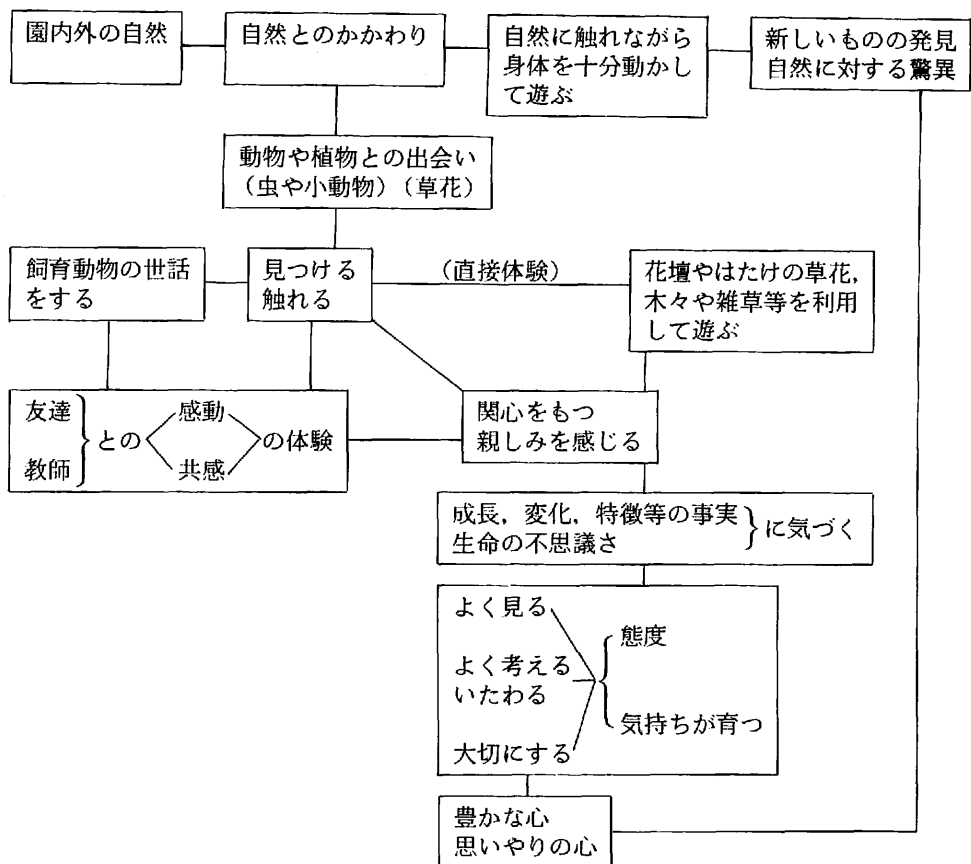 園内外の自然
自然とのかかわり
自然に触れながら
身体を十分動かし
て遊ぶ
新しいものの発見
自然に対する驚異
動物や植物との出会い
(虫や小動物)(草花)
飼育動物の世話
をする
見つける
触れる
(直接体験)
花壇やはたけの草花,
木々や雑草等を利用
して遊ぶ
友達
教師
との
感動
共感
の体験
関心をもつ
親しみを感じる
成長,変化,特徴等の事実
生命の不思議さ
に気づく
よく見る
よく考える
いたわる
大切にする
態度
気持ちが育つ
豊かな心
思いやりの心